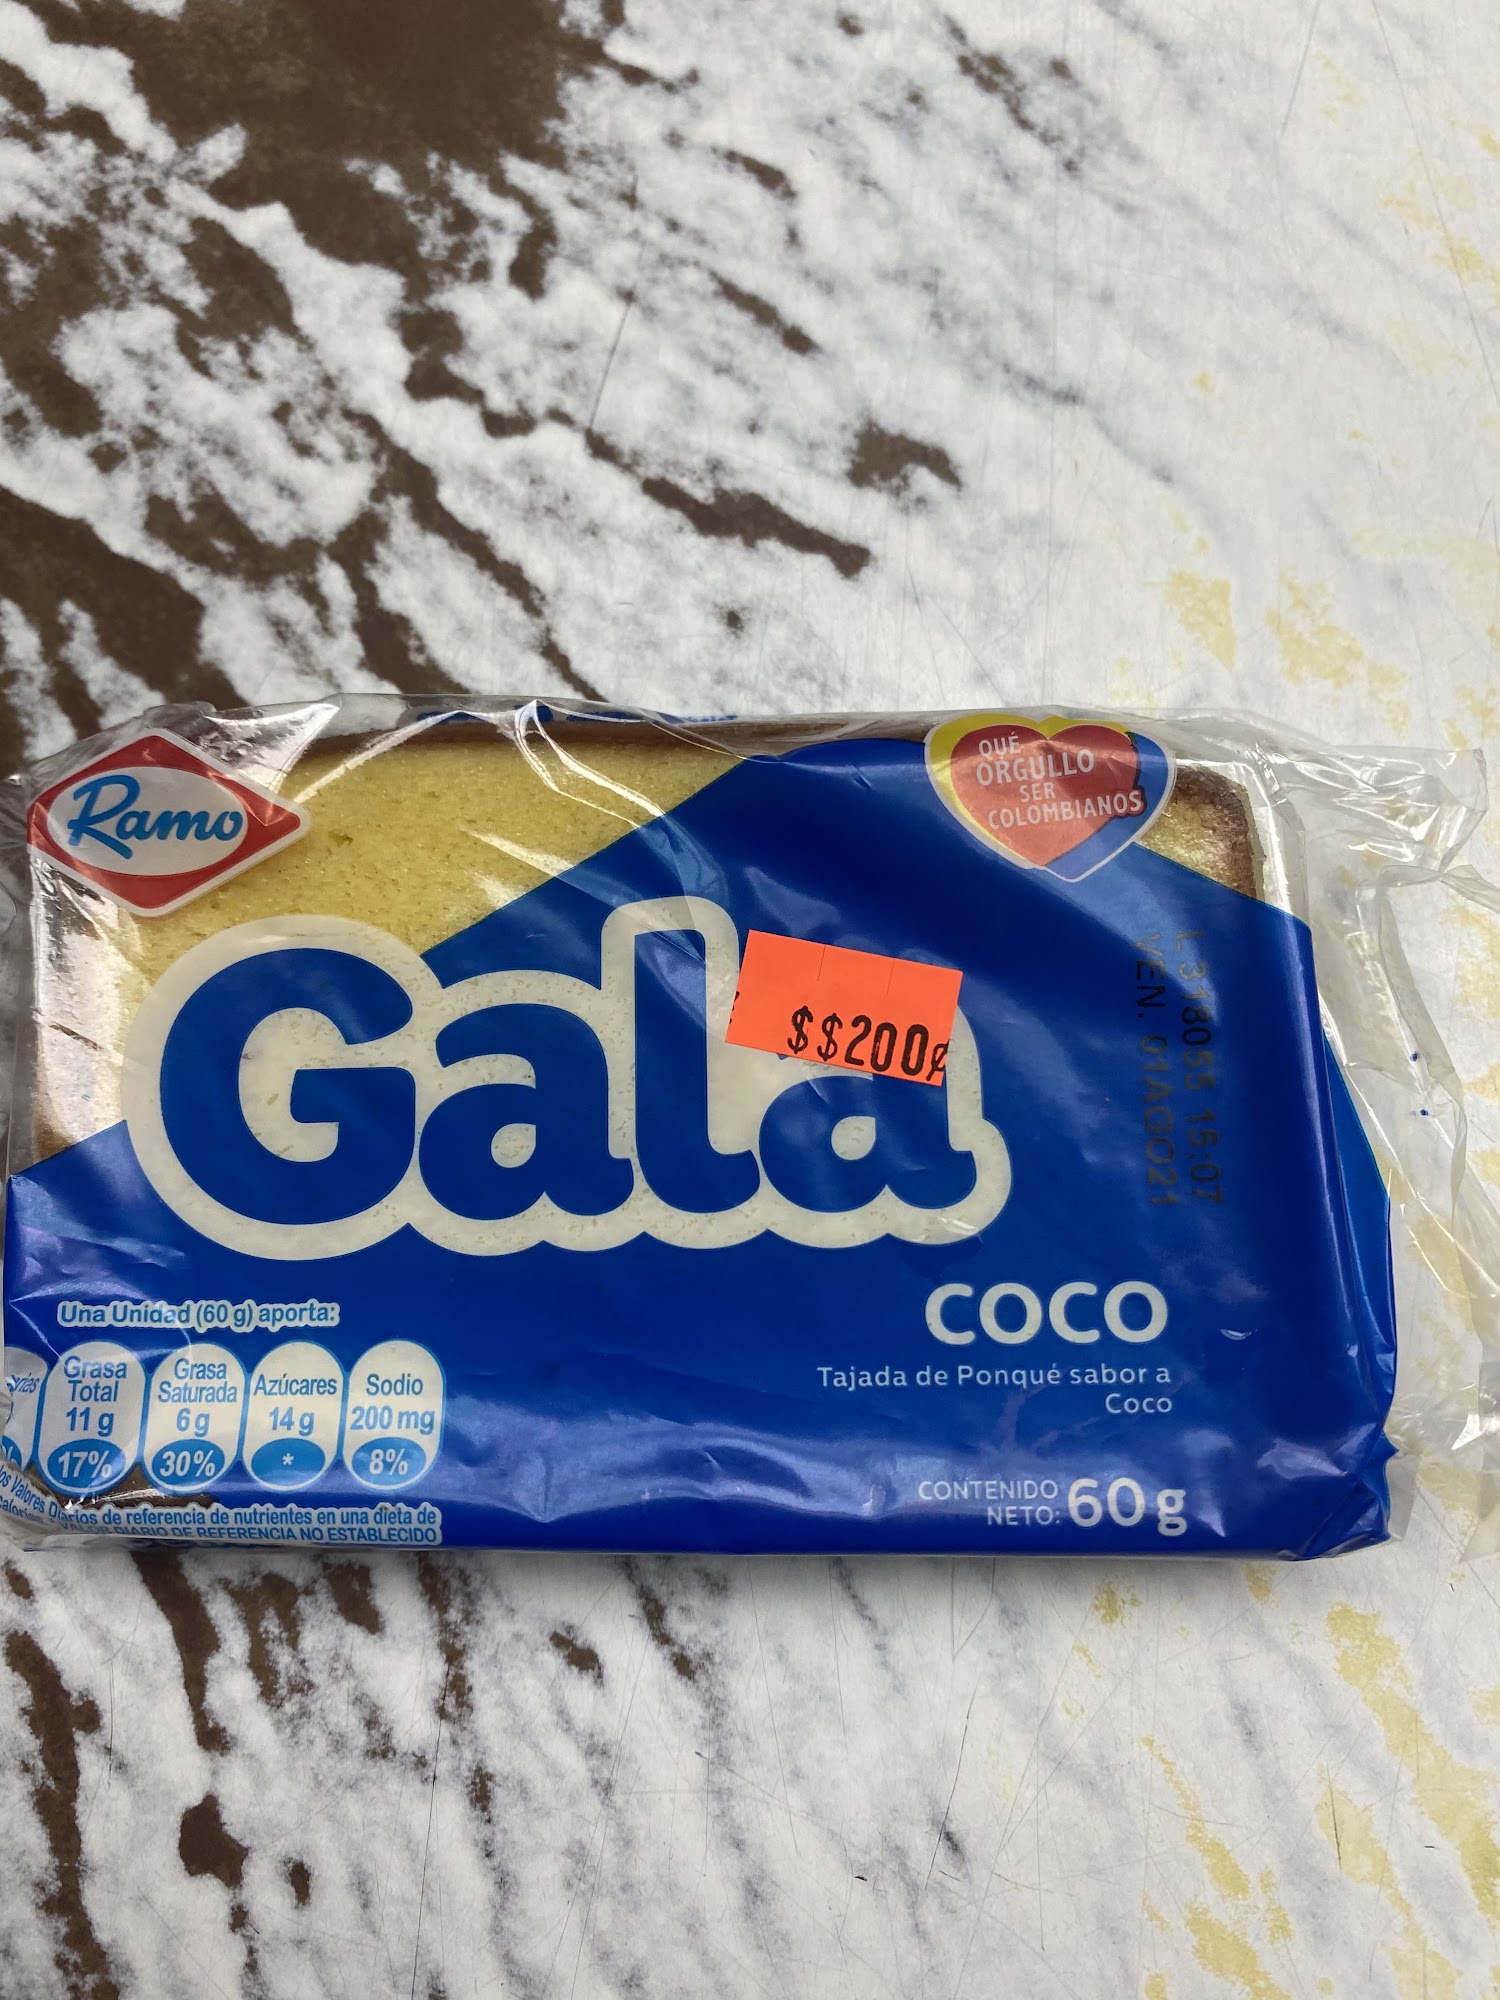 Ramo
QUÉ
ORGULLO
SER
COLOMBIANOS
Gala
$$200¢
L 318055 15:07
VEN. 01AGO21
COCO
Tajada de Ponqué sabor a
Coco
CONTENIDO
NETO: 60 g
Una Unidad (60 g) aporta:
Grasa
Total
11 g
17%
Grasa
Saturada
6 g
30%
Azúcares
14 g
*
Sodio
200 mg
8%
Valores Diarios de referencia de nutrientes en una dieta de
VALOR DIARIO DE REFERENCIA NO ESTABLECIDO